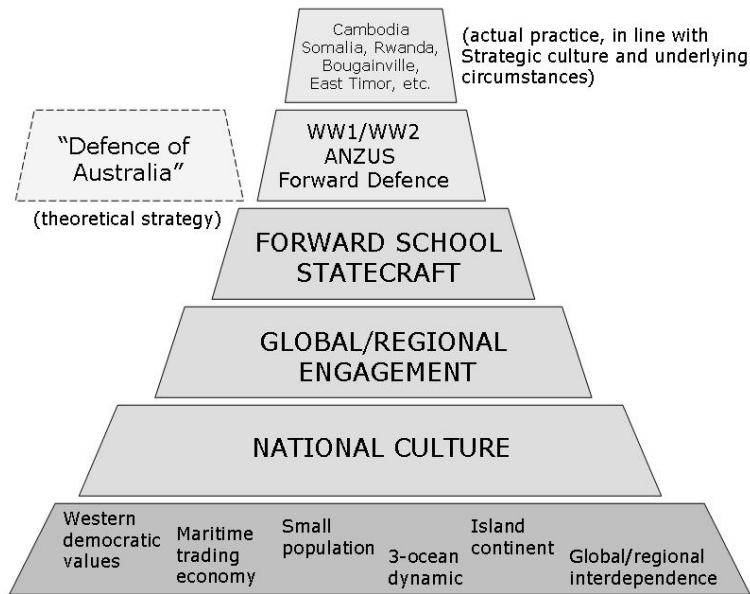 Cambodia
Somalia, Rwanda,
Bougainville,
East Timor, etc.
(actual practice, in line with
Strategic culture and underlying
circumstances)
"Defence of
Australia"
(theoretical strategy)
WW1/WW2
ANZUS
Forward Defence
FORWARD SCHOOL
STATECRAFT
GLOBAL/REGIONAL
ENGAGEMENT
NATIONAL CULTURE
Western
democratic
values
Maritime
trading
economy
Small
population
3-ocean
dynamic
Island
continent
Global/regional
interdependence